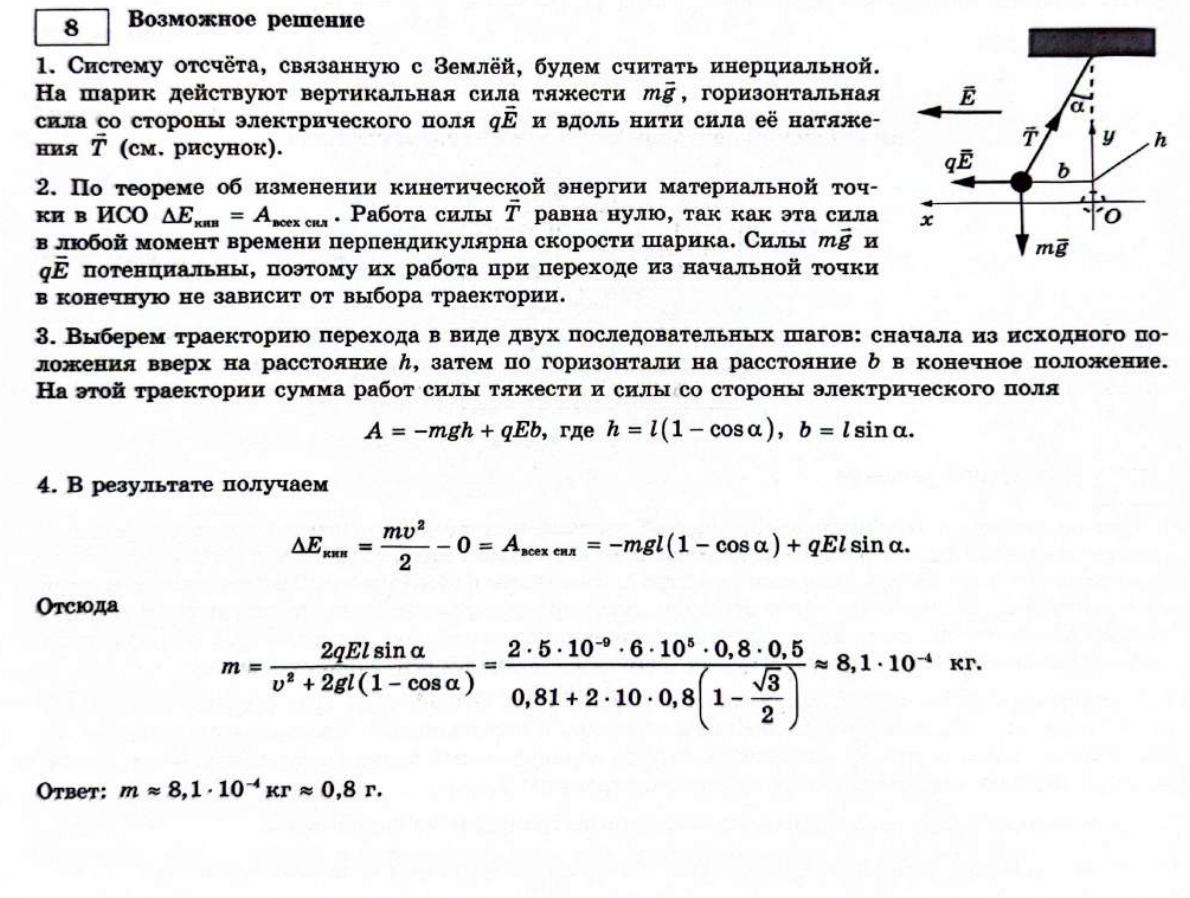 8 Возможное решение
1. Систему отсчёта, связанную с Землёй, будем считать инерциальной.
На шарик действуют вертикальная сила тяжести mg⃗, горизонтальная
сила со стороны электрического поля qE⃗ и вдоль нити сила её натяже-
ния T⃗ (см. рисунок).
2. По теореме об изменении кинетической энергии материальной точ-
ки в ИСО ΔEкин = Aвсех сил. Работа силы T⃗ равна нулю, так как эта сила
в любой момент времени перпендикулярна скорости шарика. Силы mg⃗ и
qE⃗ потенциальны, поэтому их работа при переходе из начальной точки
в конечную не зависит от выбора траектории.
E⃗
α
T⃗
y
h
qE⃗
b
x
O
mg⃗
3. Выберем траекторию перехода в виде двух последовательных шагов: сначала из исходного по-
ложения вверх на расстояние h, затем по горизонтали на расстояние b в конечное положение.
На этой траектории сумма работ силы тяжести и силы со стороны электрического поля
A = −mgh + qEb, где h = l(1 − cos α), b = l sin α.
4. В результате получаем
ΔEкин = mv²/2 − 0 = Aвсех сил = −mgl(1 − cos α) + qEl sin α.
Отсюда
m = 2qEl sin α / (v² + 2gl(1 − cos α)) = 2 · 5 · 10⁻⁹ · 6 · 10⁵ · 0,8 · 0,5 / (0,81 + 2 · 10 · 0,8(1 − √3/2)) ≈ 8,1 · 10⁻⁴ кг.
Ответ: m ≈ 8,1 · 10⁻⁴ кг ≈ 0,8 г.